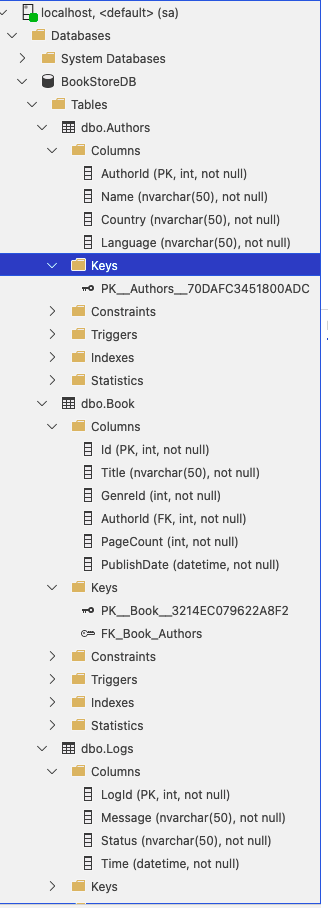 localhost, <default> (sa)
Databases
System Databases
BookStoreDB
Tables
dbo.Authors
Columns
AuthorId (PK, int, not null)
Name (nvarchar(50), not null)
Country (nvarchar(50), not null)
Language (nvarchar(50), not null)
Keys
PK__Authors__70DAFC3451800ADC
Constraints
Triggers
Indexes
Statistics
dbo.Book
Columns
Id (PK, int, not null)
Title (nvarchar(50), not null)
GenreId (int, not null)
AuthorId (FK, int, not null)
PageCount (int, not null)
PublishDate (datetime, not null)
Keys
PK__Book__3214EC079622A8F2
FK_Book_Authors
Constraints
Triggers
Indexes
Statistics
dbo.Logs
Columns
LogId (PK, int, not null)
Message (nvarchar(50), not null)
Status (nvarchar(50), not null)
Time (datetime, not null)
Keys